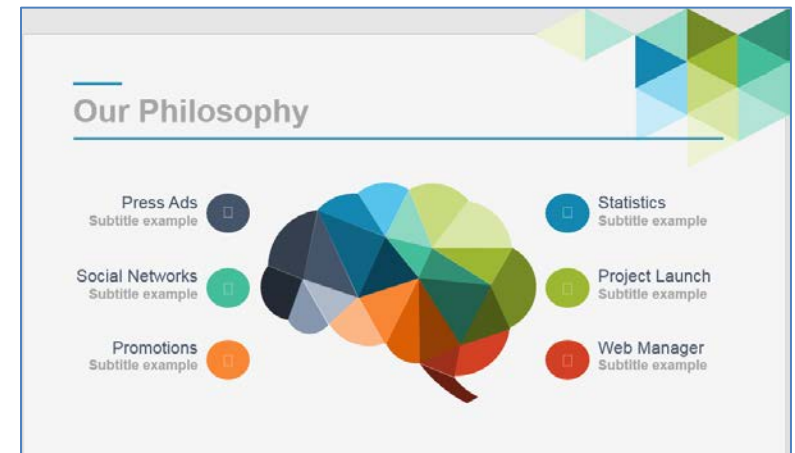 Our Philosophy
Press Ads
Subtitle example
Social Networks
Subtitle example
Promotions
Subtitle example
Statistics
Subtitle example
Project Launch
Subtitle example
Web Manager
Subtitle example